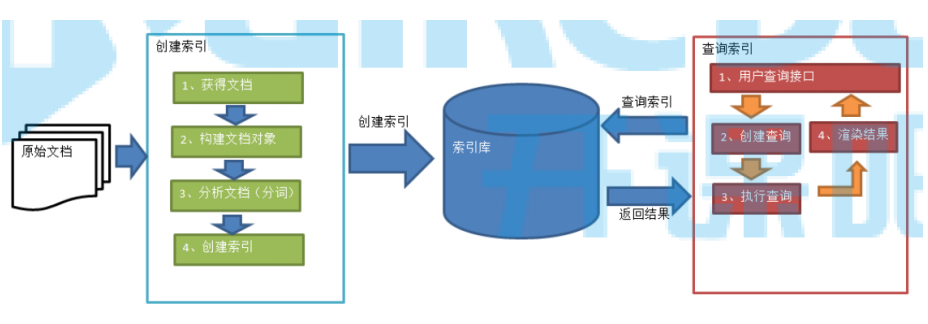 原始文档
创建索引
1、获得文档
2、构建文档对象
3、分析文档（分词）
4、创建索引
创建索引
索引库
查询索引
返回结果
查询索引
1、用户查询接口
2、创建查询
4、渲染结果
3、执行查询
开课吧